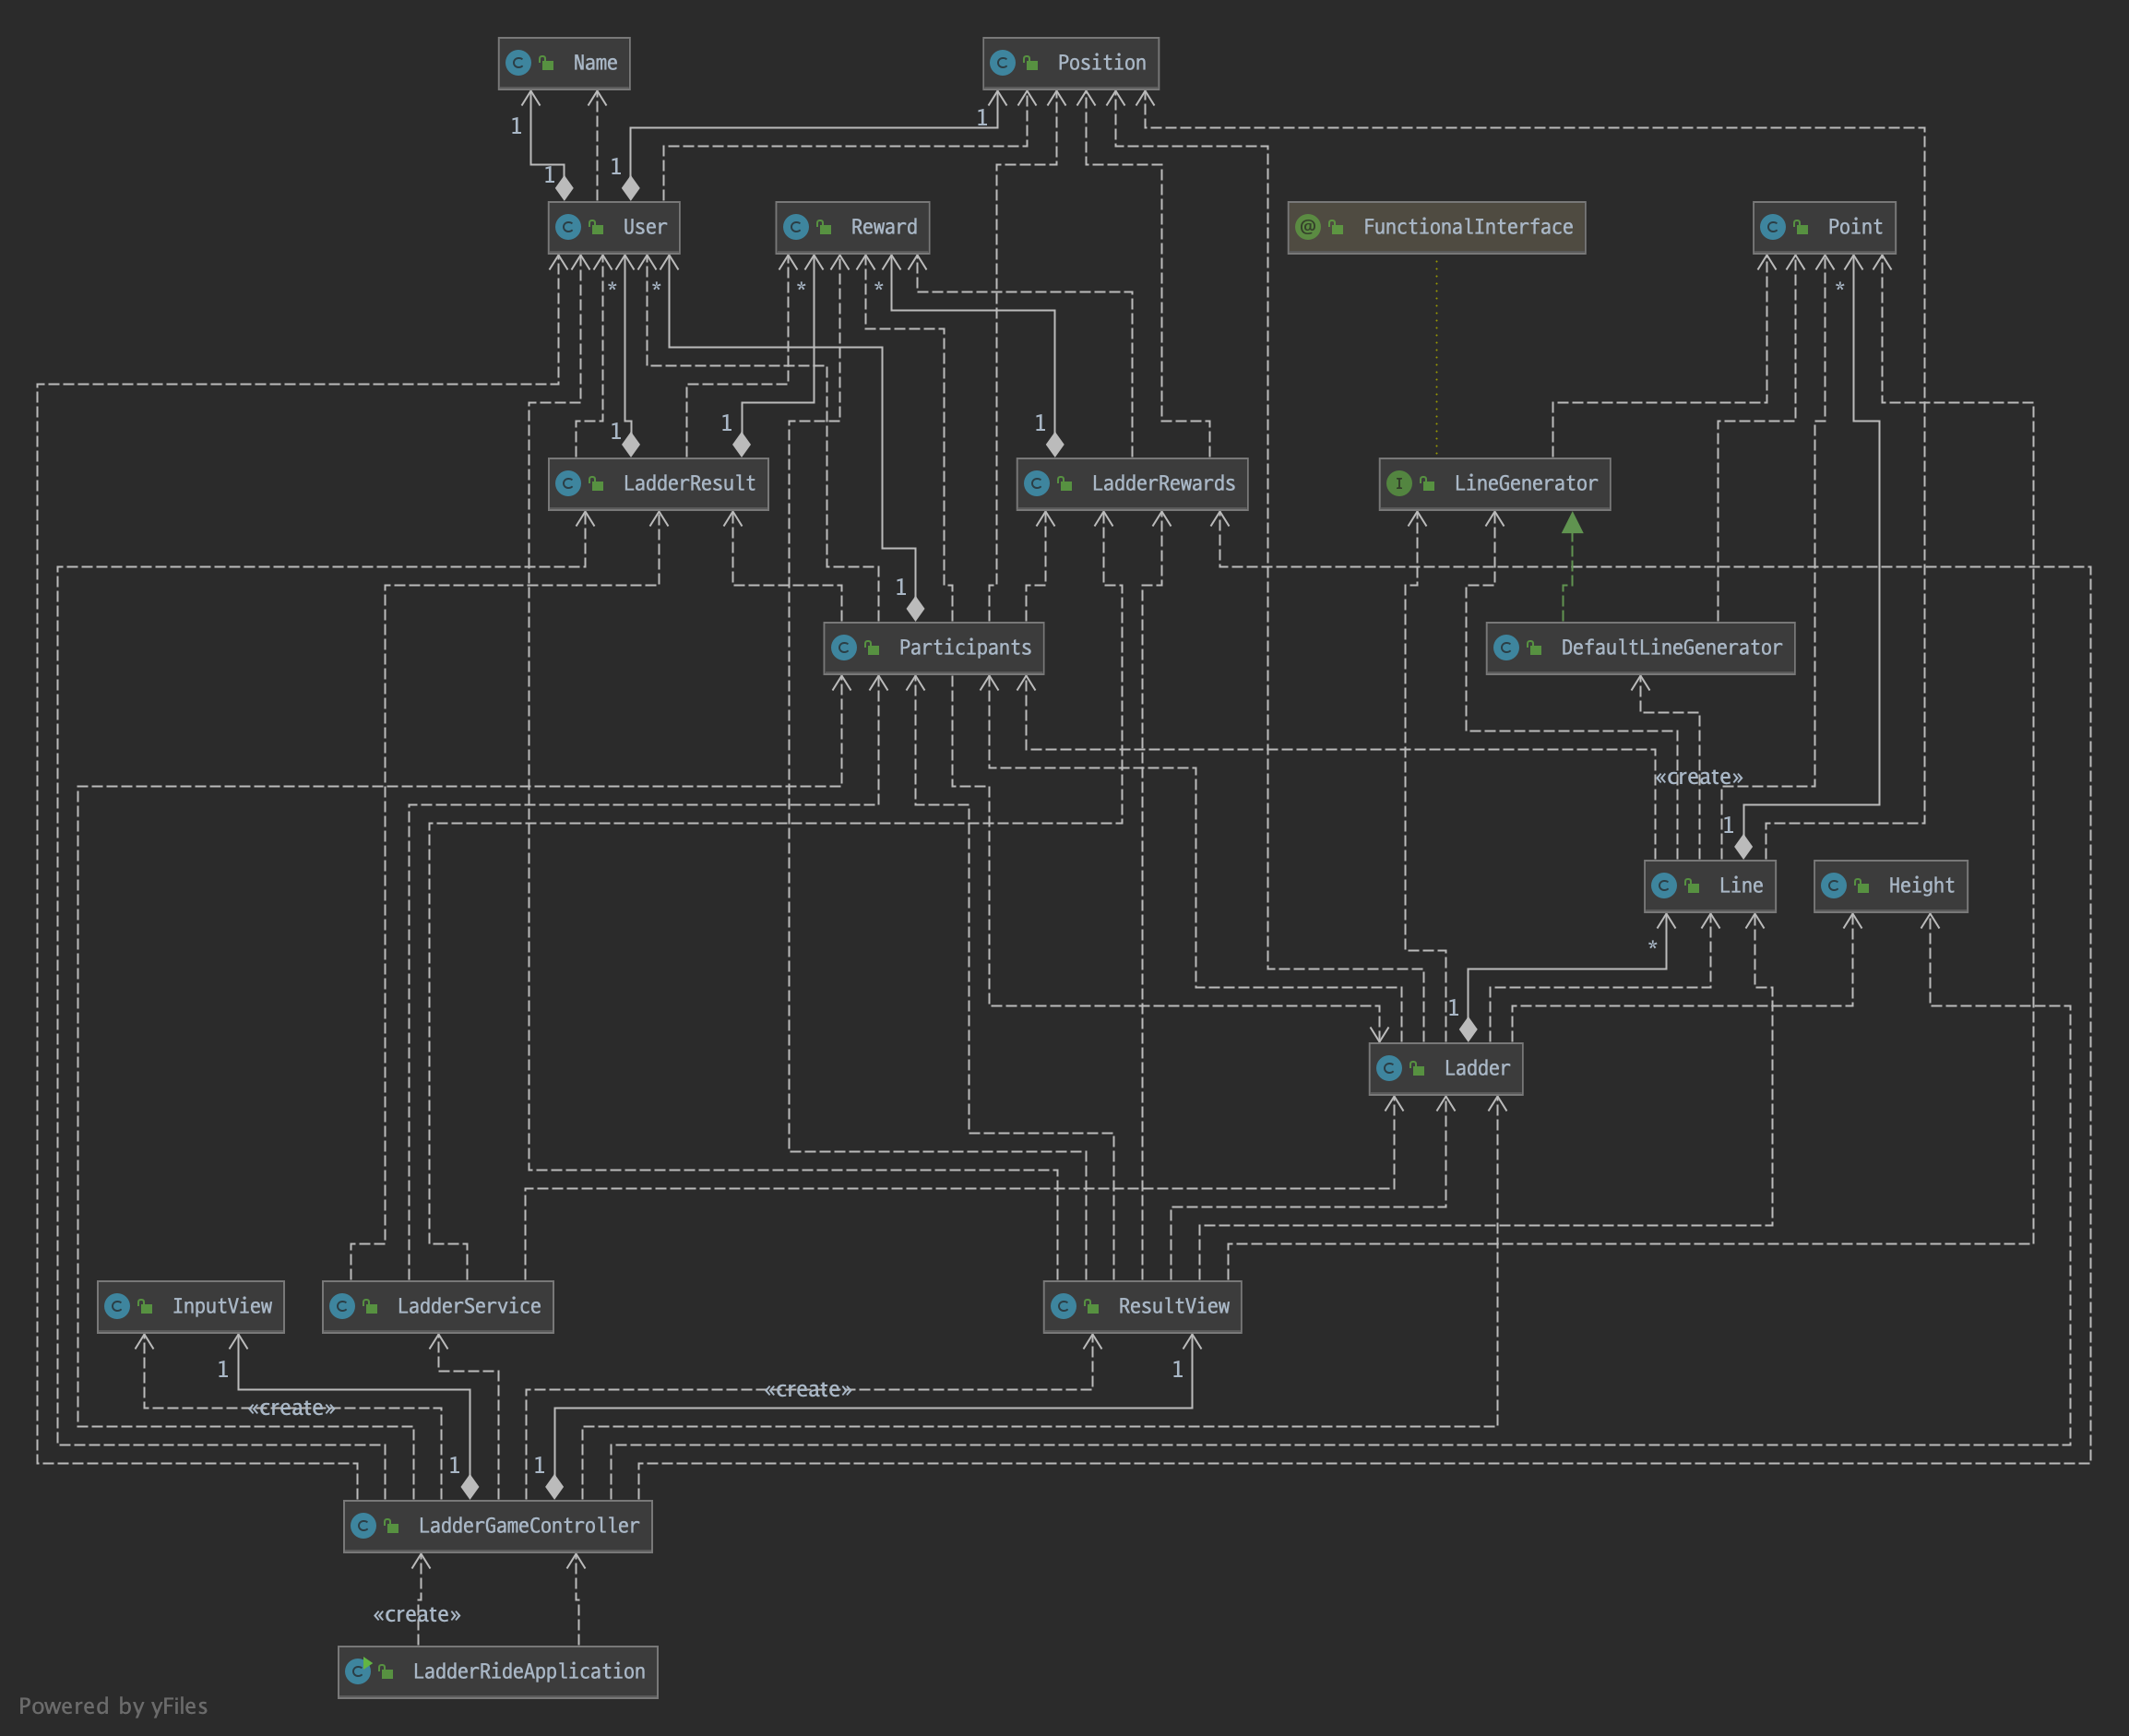 Name
Position
1
1
1
1
User
Reward
FunctionalInterface
Point
*
*
*
*
*
1
1
1
LadderResult
LadderRewards
LineGenerator
1
Participants
DefaultLineGenerator
«create»
1
Line
Height
*
1
Ladder
InputView
LadderService
ResultView
1
1
«create»
«create»
1
1
LadderGameController
«create»
LadderRideApplication
Powered by yFiles